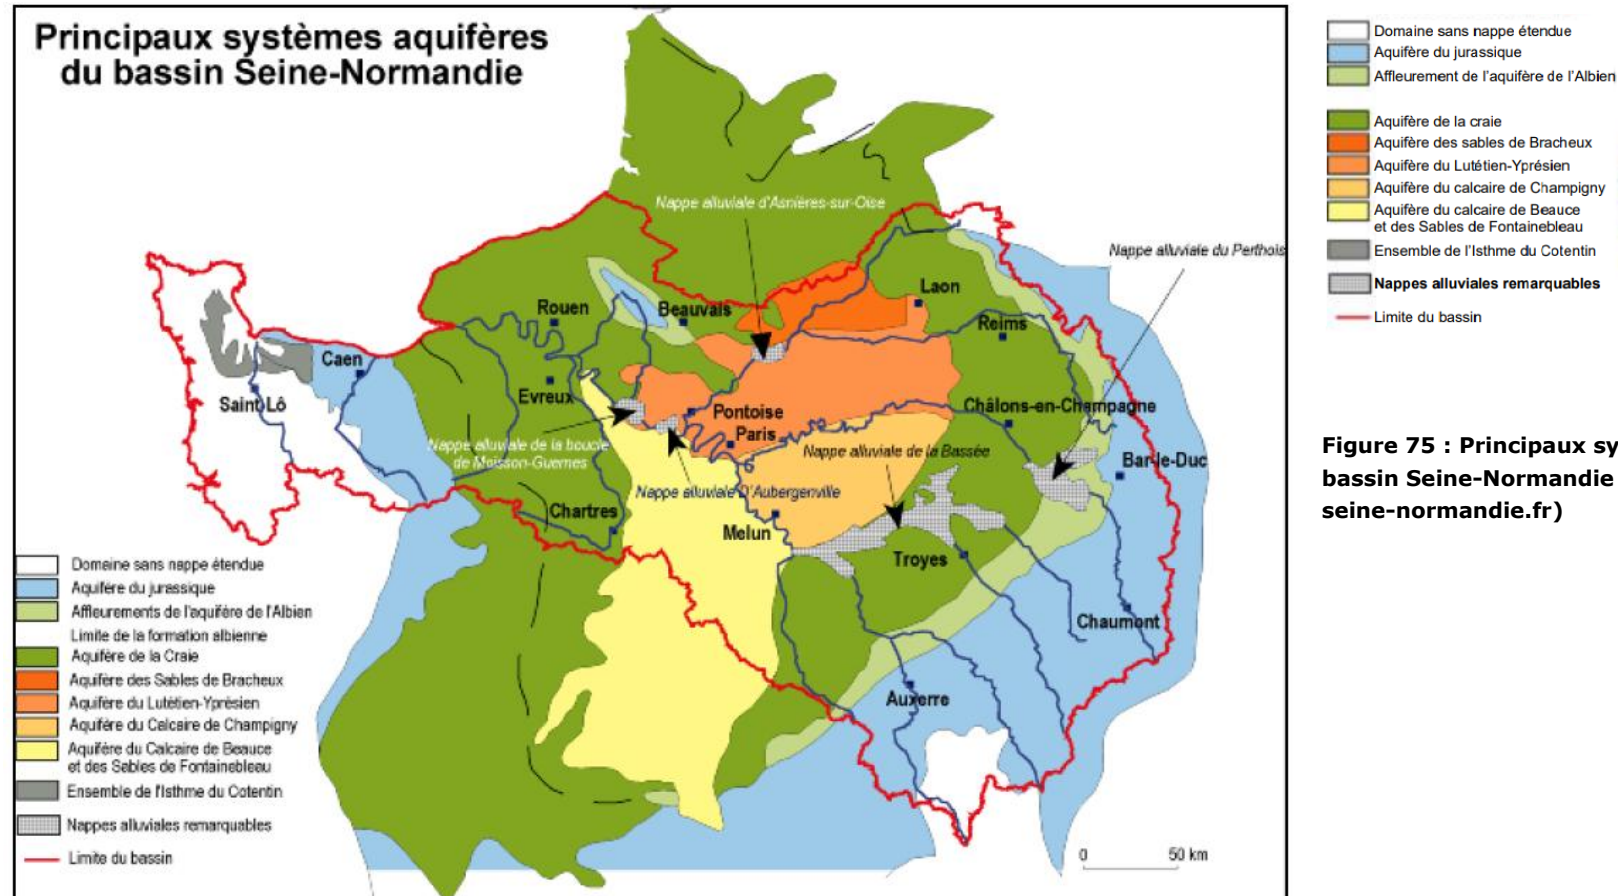 Principaux systèmes aquifères
du bassin Seine-Normandie
Nappe alluviale d'Asnières-sur-Oise
Nappe alluviale du Perthois
Laon
Rouen
Beauvais
Reims
Caen
Saint-Lô
Evreux
Pontoise
Châlons-en-Champagne
Paris
Nappe alluviale de la boucle
de Moisson-Guernes
Nappe alluviale de la Bassée
Bar-le-Duc
Nappe alluviale D'Aubergenville
Chartres
Melun
Troyes
Chaumont
Auxerre
0 50 km
Domaine sans nappe étendue
Aquifère du jurassique
Affleurements de l'aquifère de l'Albien
Limite de la formation albienne
Aquifère de la Craie
Aquifère des Sables de Bracheux
Aquifère du Lutétien-Yprésien
Aquifère du Calcaire de Champigny
Aquifère du Calcaire de Beauce
et des Sables de Fontainebleau
Ensemble de l'Isthme du Cotentin
Nappes alluviales remarquables
Limite du bassin
Domaine sans nappe étendue
Aquifère du jurassique
Affleurement de l'aquifère de l'Albien
Aquifère de la craie
Aquifère des sables de Bracheux
Aquifère du Lutétien-Yprésien
Aquifère du calcaire de Champigny
Aquifère du calcaire de Beauce
et des Sables de Fontainebleau
Ensemble de l'Isthme du Cotentin
Nappes alluviales remarquables
Limite du bassin
Figure 75 : Principaux sy
bassin Seine-Normandie
seine-normandie.fr)